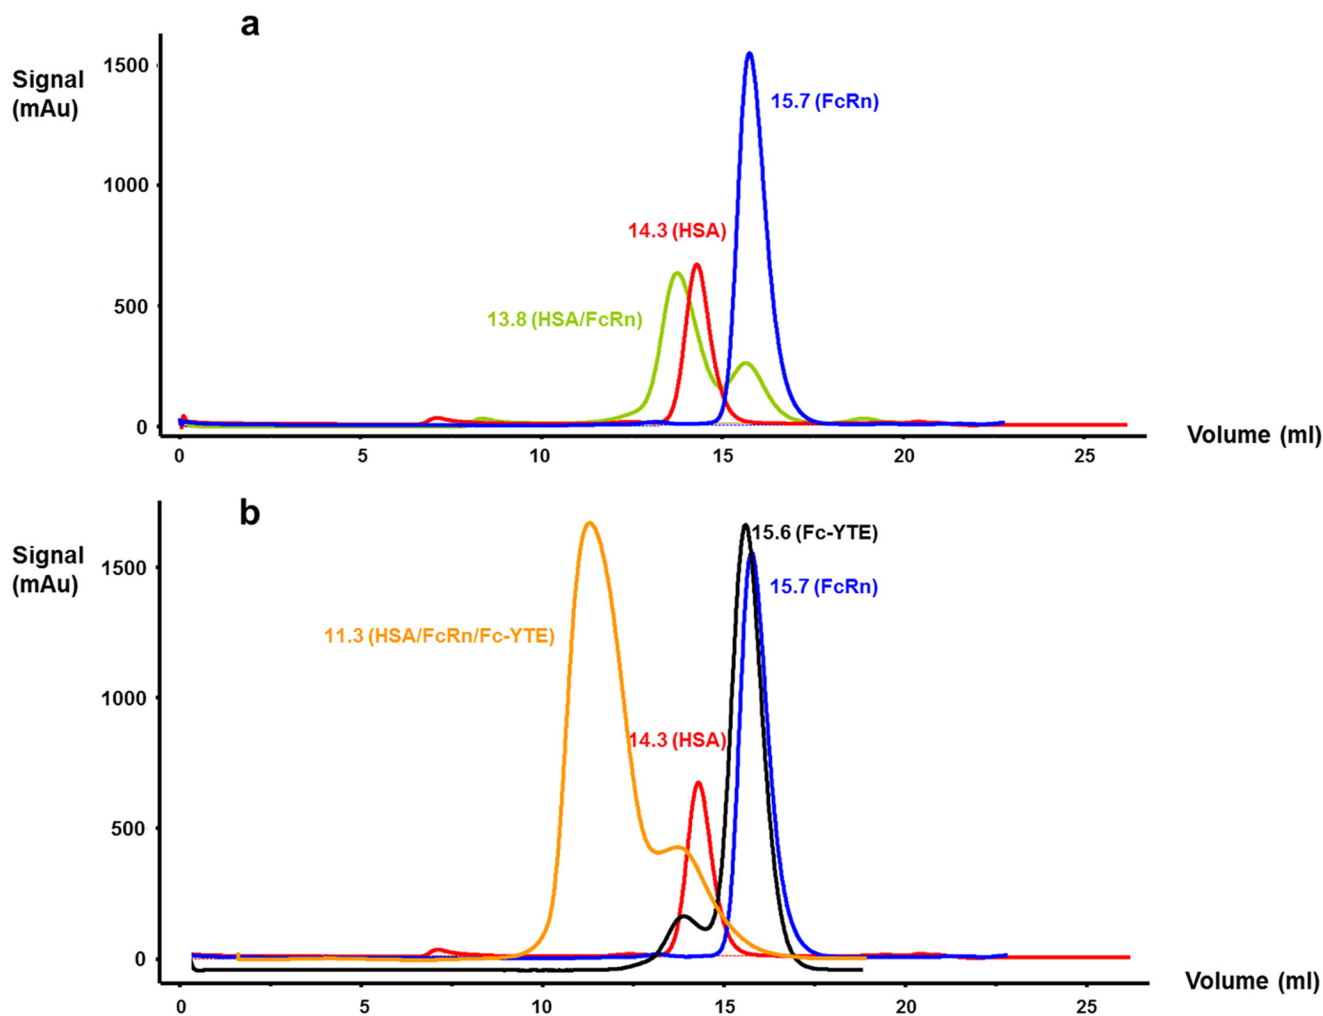 a
Signal
(mAu)
1500
15.7 (FcRn)
1000
14.3 (HSA)
500
13.8 (HSA/FcRn)
0
0 5 10 15 20 25
Volume (ml)
b
Signal
(mAu)
15.6 (Fc-YTE)
1500
15.7 (FcRn)
11.3 (HSA/FcRn/Fc-YTE)
1000
14.3 (HSA)
500
0
0 5 10 15 20 25
Volume (ml)